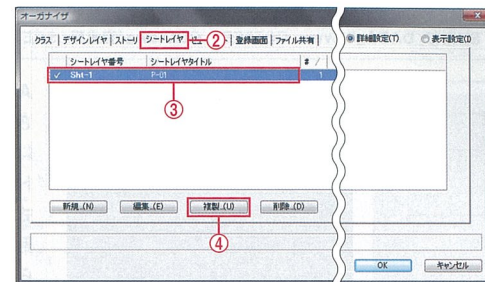 オーガナイザ
クラス デザインレイヤ ストーリ シートレイヤ ビュー ② 登録画面 ファイル共有 詳細設定(T) 表示設定(I)
シートレイヤ番号 シートレイヤタイトル # /
✓ Sht-1 P-01 1
③
新規...(N) 編集...(E) 複製...(U) 削除...(D)
④
OK キャンセル